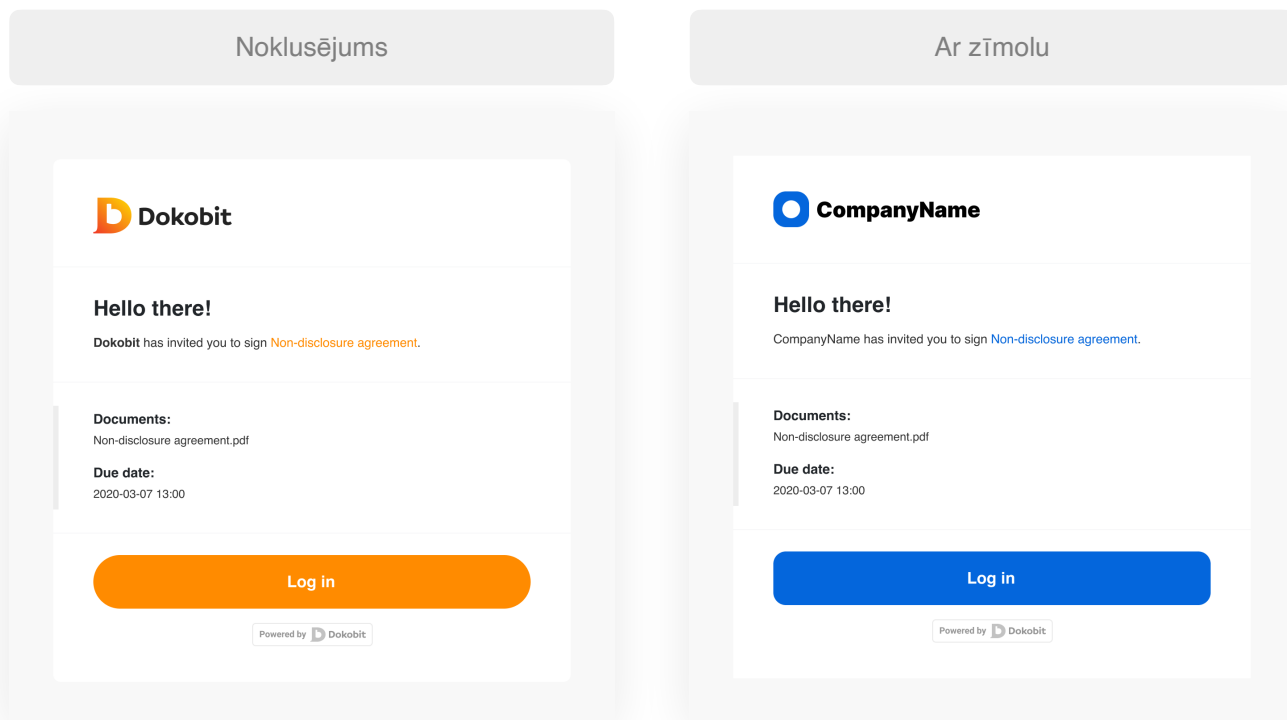 Noklusējums
Dokobit
Hello there!
Dokobit has invited you to sign Non-disclosure agreement.
Documents:
Non-disclosure agreement.pdf
Due date:
2020-03-07 13:00
Log in
Powered by Dokobit
Ar zīmolu
CompanyName
Hello there!
CompanyName has invited you to sign Non-disclosure agreement.
Documents:
Non-disclosure agreement.pdf
Due date:
2020-03-07 13:00
Log in
Powered by Dokobit